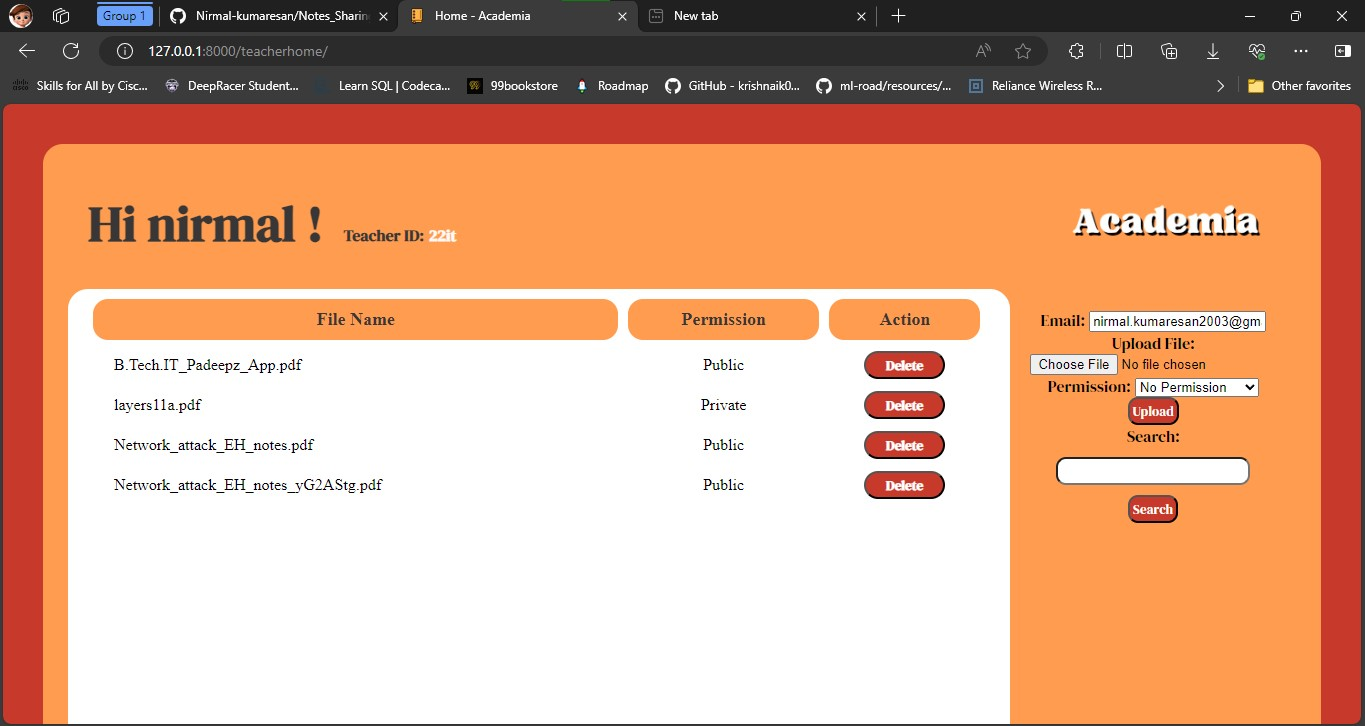 Group 1
Nirmal-kumaresan/Notes_Sharin
Home - Academia
New tab
127.0.0.1:8000/teacherhome/
Skills for All by Cisc...
DeepRacer Student...
Learn SQL | Codeca...
99bookstore
Roadmap
GitHub - krishnaik0...
ml-road/resources/...
Reliance Wireless R...
Other favorites
Hi nirmal !
Teacher ID: 22it
Academia
File Name
Permission
Action
B.Tech.IT_Padeepz_App.pdf
Public
Delete
layers11a.pdf
Private
Delete
Network_attack_EH_notes.pdf
Public
Delete
Network_attack_EH_notes_yG2AStg.pdf
Public
Delete
Email: nirmal.kumaresan2003@gm
Upload File:
Choose File No file chosen
Permission: No Permission
Upload
Search:
Search